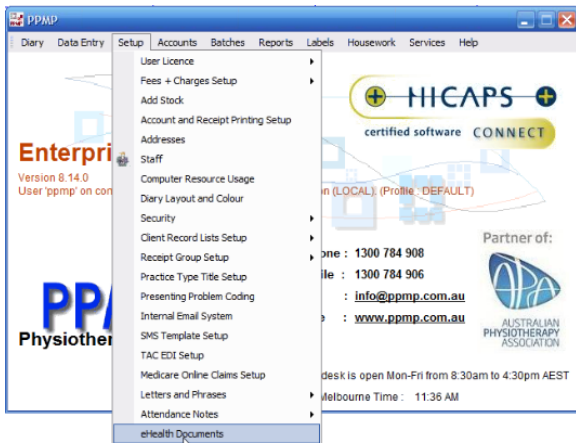 PPMP
Diary Data Entry Setup Accounts Batches Reports Labels Housework Services Help
User Licence
Fees + Charges Setup
Add Stock
Account and Receipt Printing Setup
Addresses
Staff
Computer Resource Usage
Diary Layout and Colour
Security
Client Record Lists Setup
Receipt Group Setup
Practice Type Title Setup
Presenting Problem Coding
Internal Email System
SMS Template Setup
TAC EDI Setup
Medicare Online Claims Setup
Letters and Phrases
Attendance Notes
eHealth Documents
HICAPS
certified software CONNECT
Enterpri
Version 8.14.0
User 'ppmp' on con
on (LOCAL). (Profile : DEFAULT)
one : 1300 784 908
ile : 1300 784 906
: info@ppmp.com.au
e : www.ppmp.com.au
Partner of:
APA
AUSTRALIAN
PHYSIOTHERAPY
ASSOCIATION
PP
Physiother
desk is open Mon-Fri from 8:30am to 4:30pm AEST
Melbourne Time : 11:36 AM